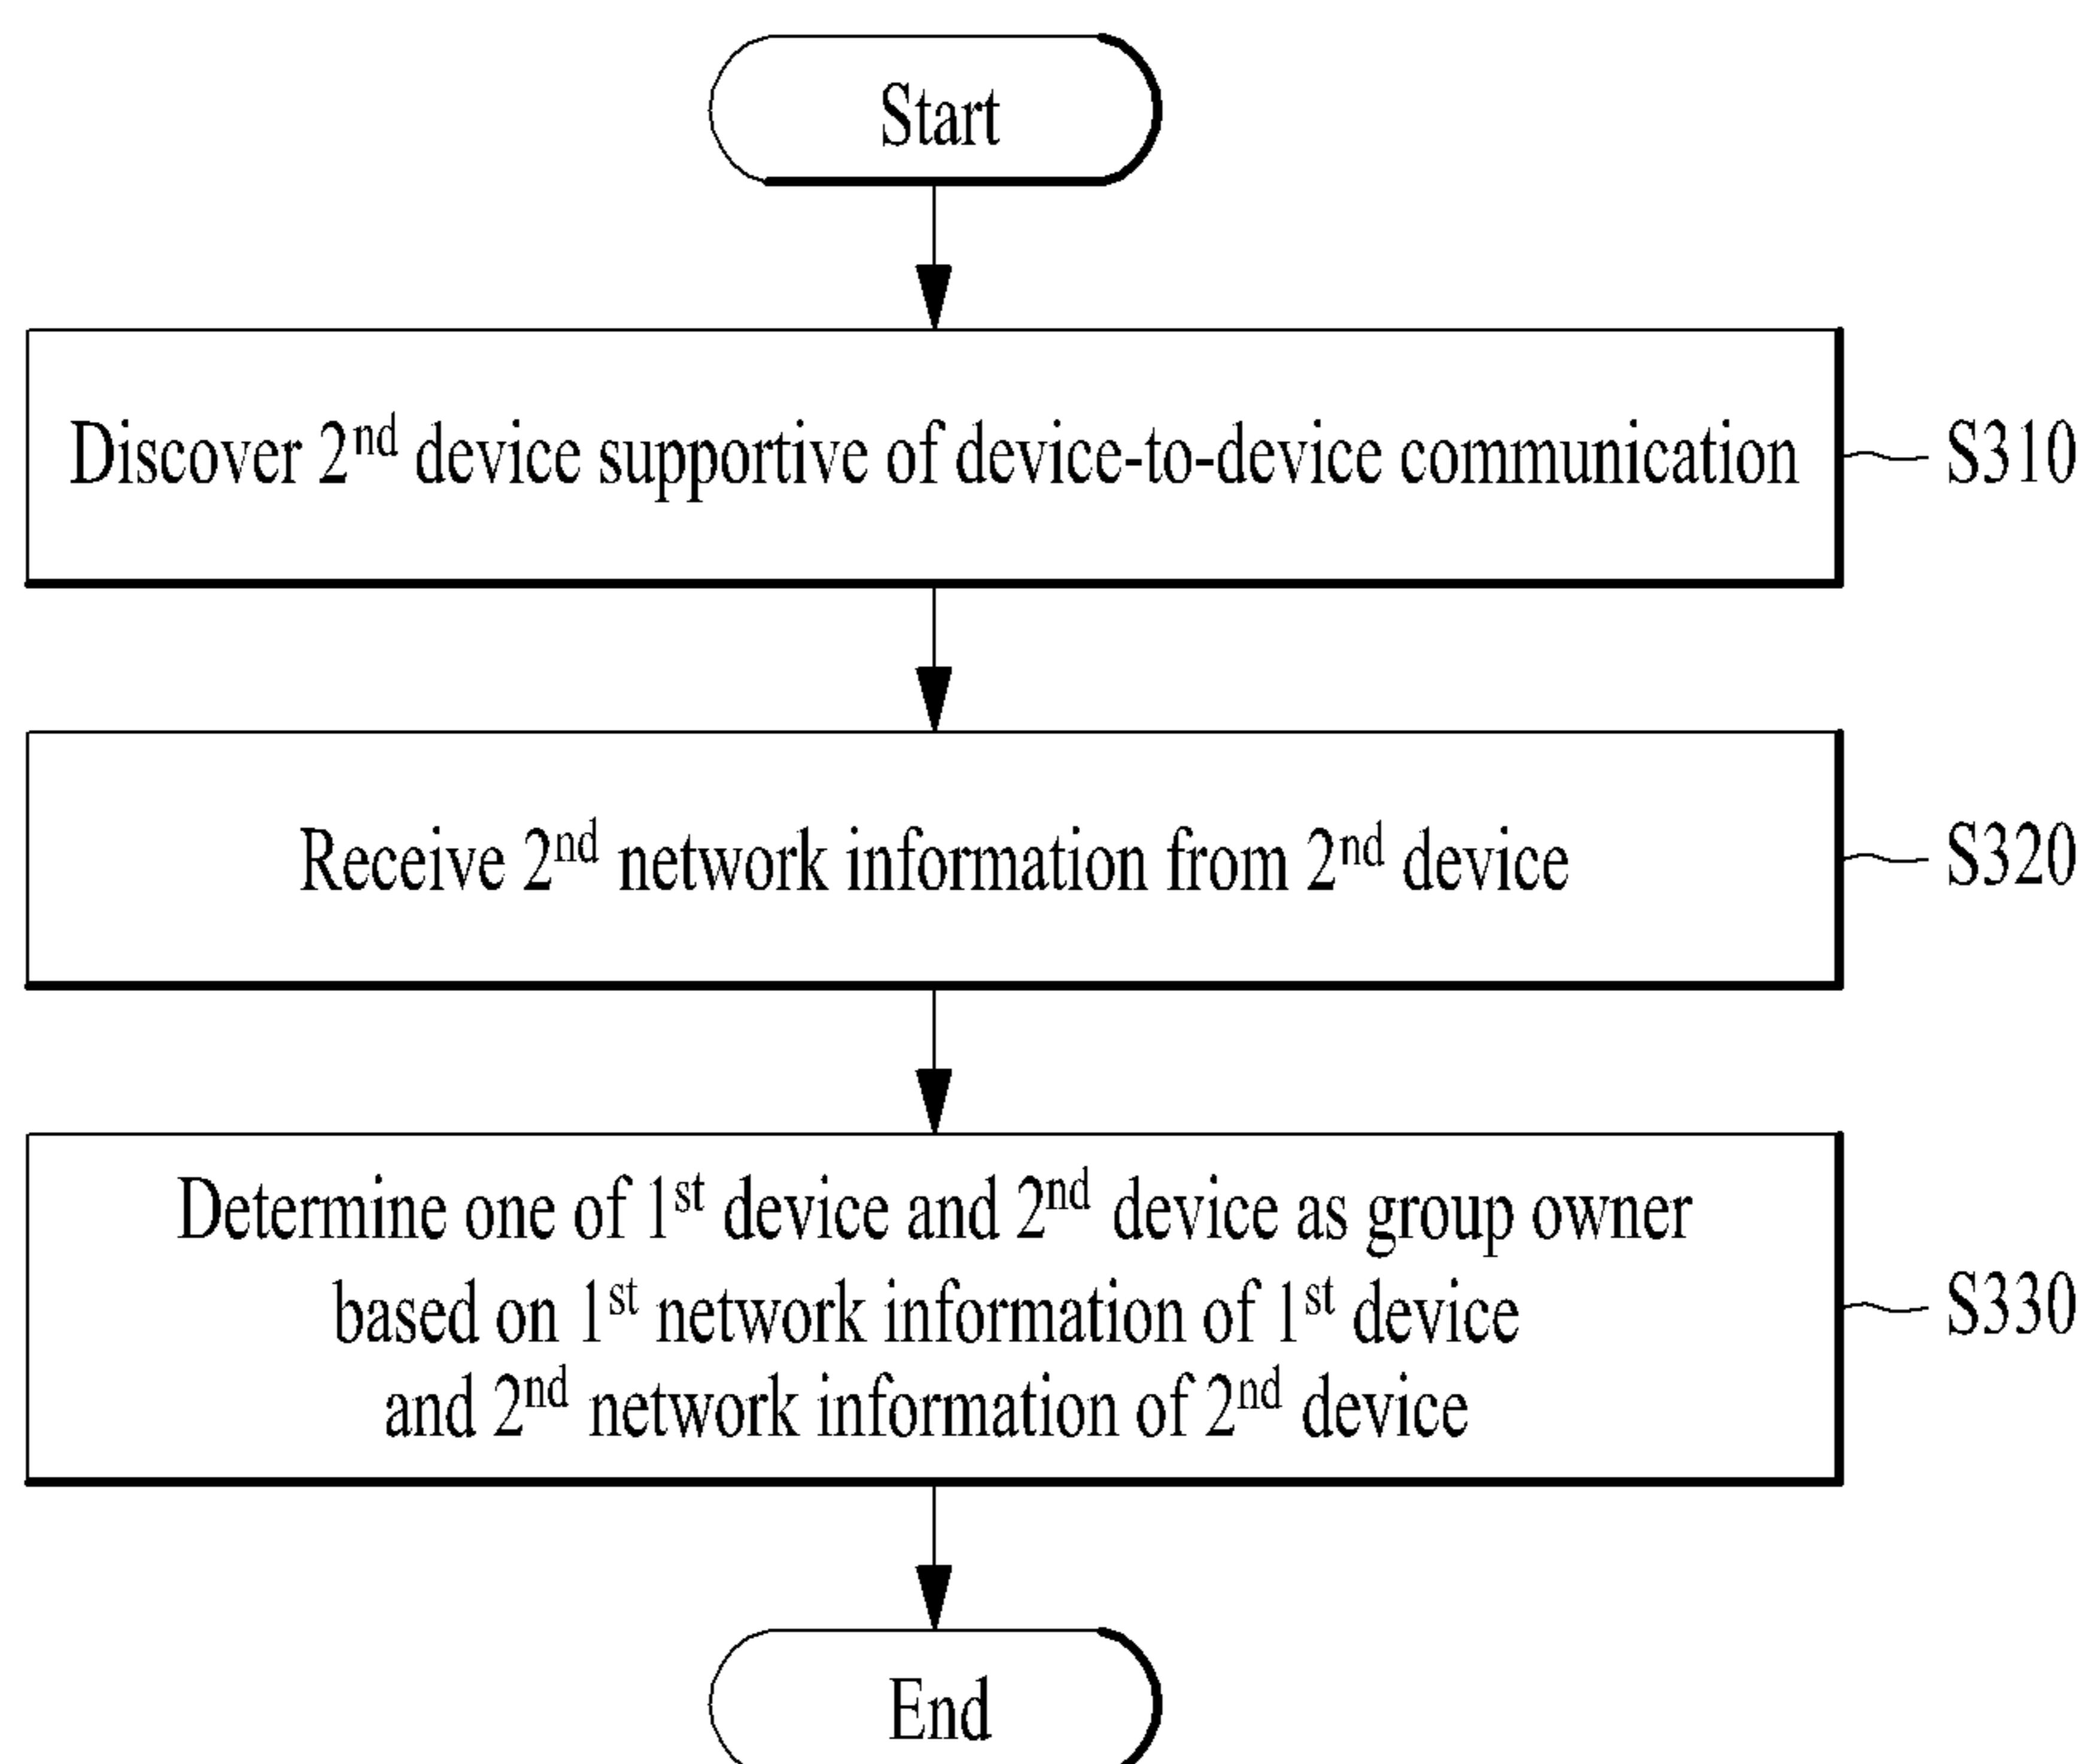 Start
Discover 2nd device supportive of device-to-device communication
S310
Receive 2nd network information from 2nd device
S320
Determine one of 1st device and 2nd device as group owner
based on 1st network information of 1st device
and 2nd network information of 2nd device
S330
End